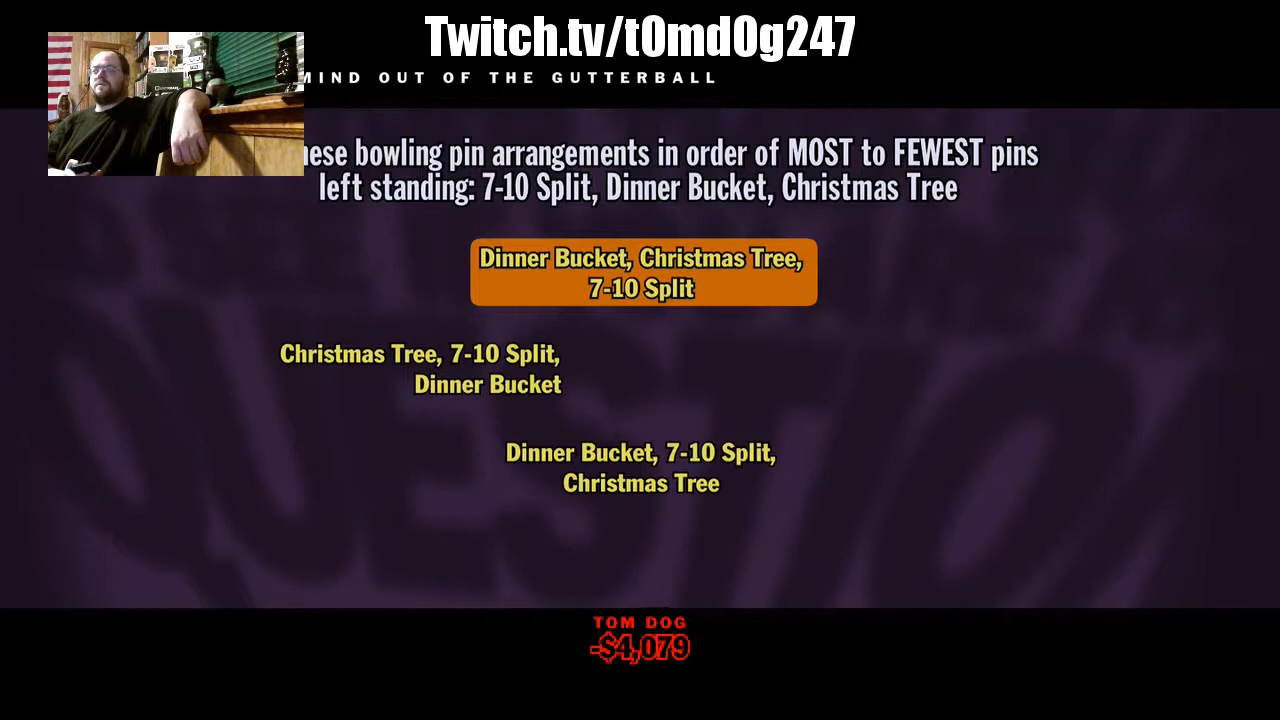 Twitch.tv/t0md0g247
MIND OUT OF THE GUTTERBALL
these bowling pin arrangements in order of MOST to FEWEST pins
left standing: 7-10 Split, Dinner Bucket, Christmas Tree
Dinner Bucket, Christmas Tree,
7-10 Split
Christmas Tree, 7-10 Split,
Dinner Bucket
Dinner Bucket, 7-10 Split,
Christmas Tree
TOM DOG
-$4,079